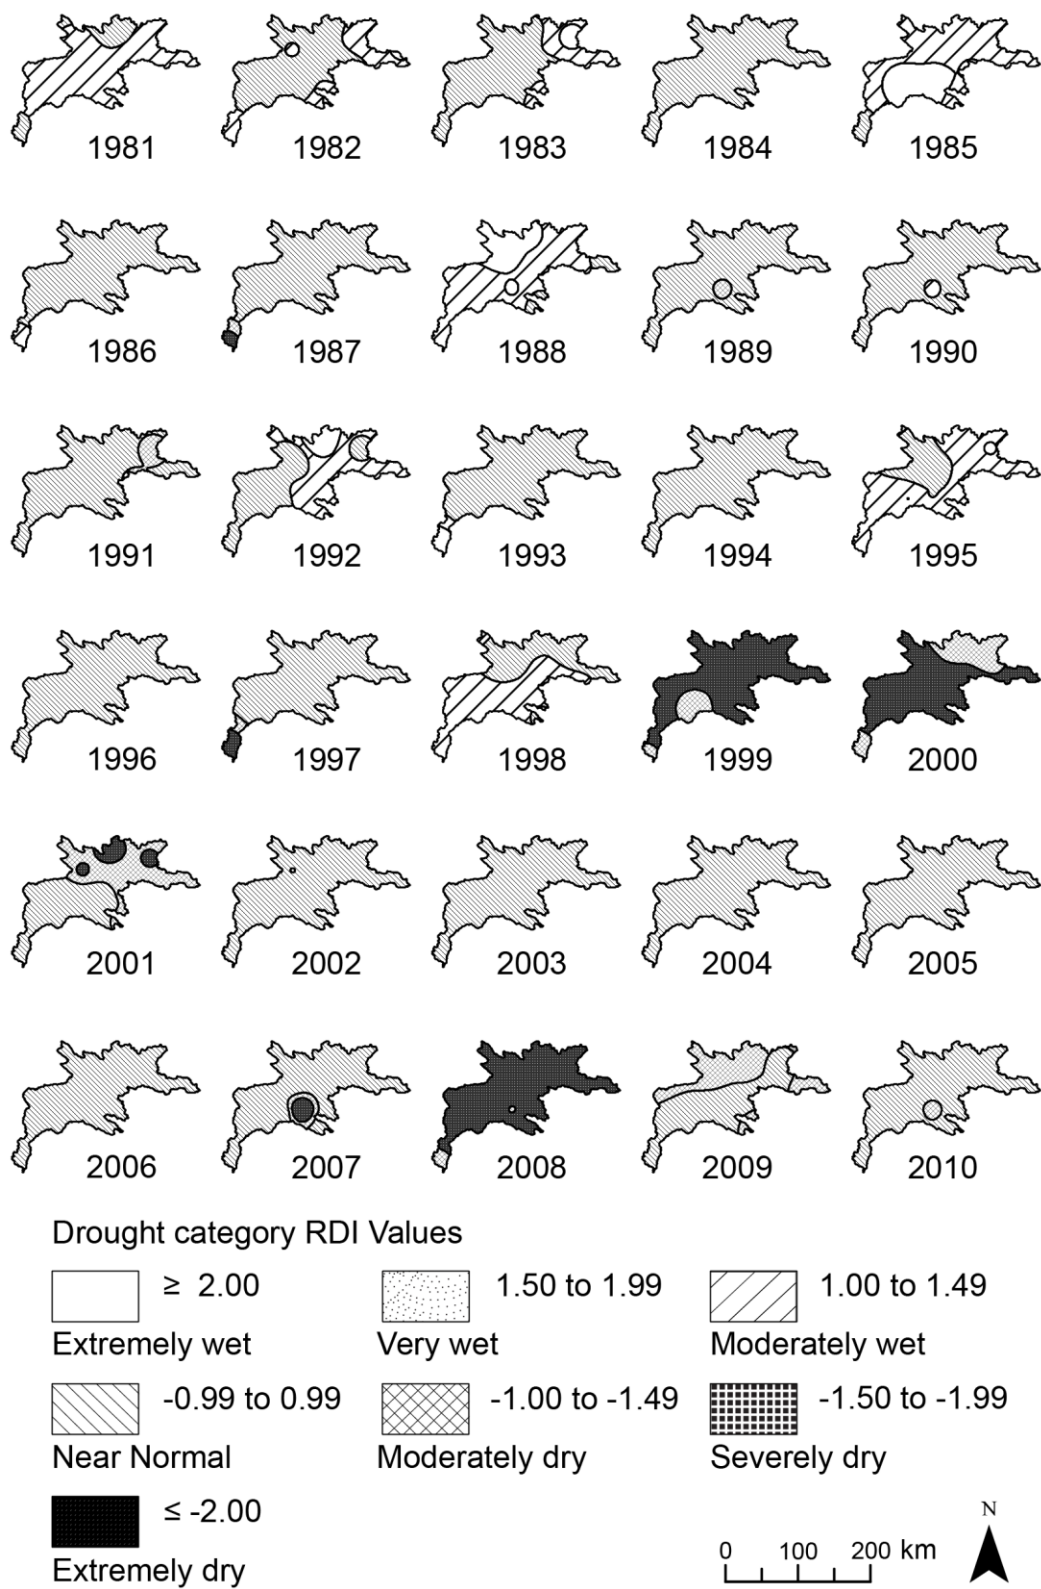 1981 1982 1983 1984 1985
1986 1987 1988 1989 1990
1991 1992 1993 1994 1995
1996 1997 1998 1999 2000
2001 2002 2003 2004 2005
2006 2007 2008 2009 2010
Drought category RDI Values
≥ 2.00 1.50 to 1.99 1.00 to 1.49
Extremely wet Very wet Moderately wet
-0.99 to 0.99 -1.00 to -1.49 -1.50 to -1.99
Near Normal Moderately dry Severely dry
≤ -2.00
Extremely dry
N
0 100 200 km